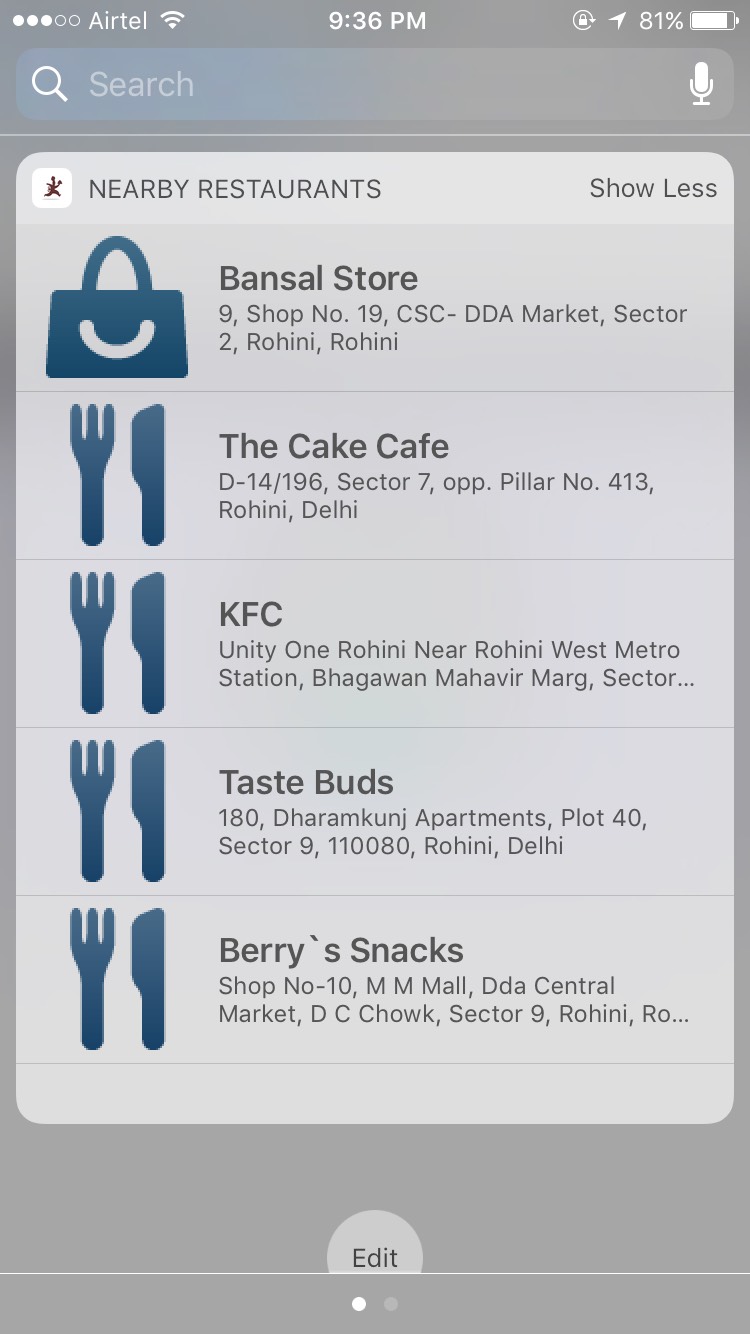 Airtel 9:36 PM 81%
Search
NEARBY RESTAURANTS Show Less
Bansal Store
9, Shop No. 19, CSC- DDA Market, Sector
2, Rohini, Rohini
The Cake Cafe
D-14/196, Sector 7, opp. Pillar No. 413,
Rohini, Delhi
KFC
Unity One Rohini Near Rohini West Metro
Station, Bhagawan Mahavir Marg, Sector...
Taste Buds
180, Dharamkunj Apartments, Plot 40,
Sector 9, 110080, Rohini, Delhi
Berry`s Snacks
Shop No-10, M M Mall, Dda Central
Market, D C Chowk, Sector 9, Rohini, Ro...
Edit